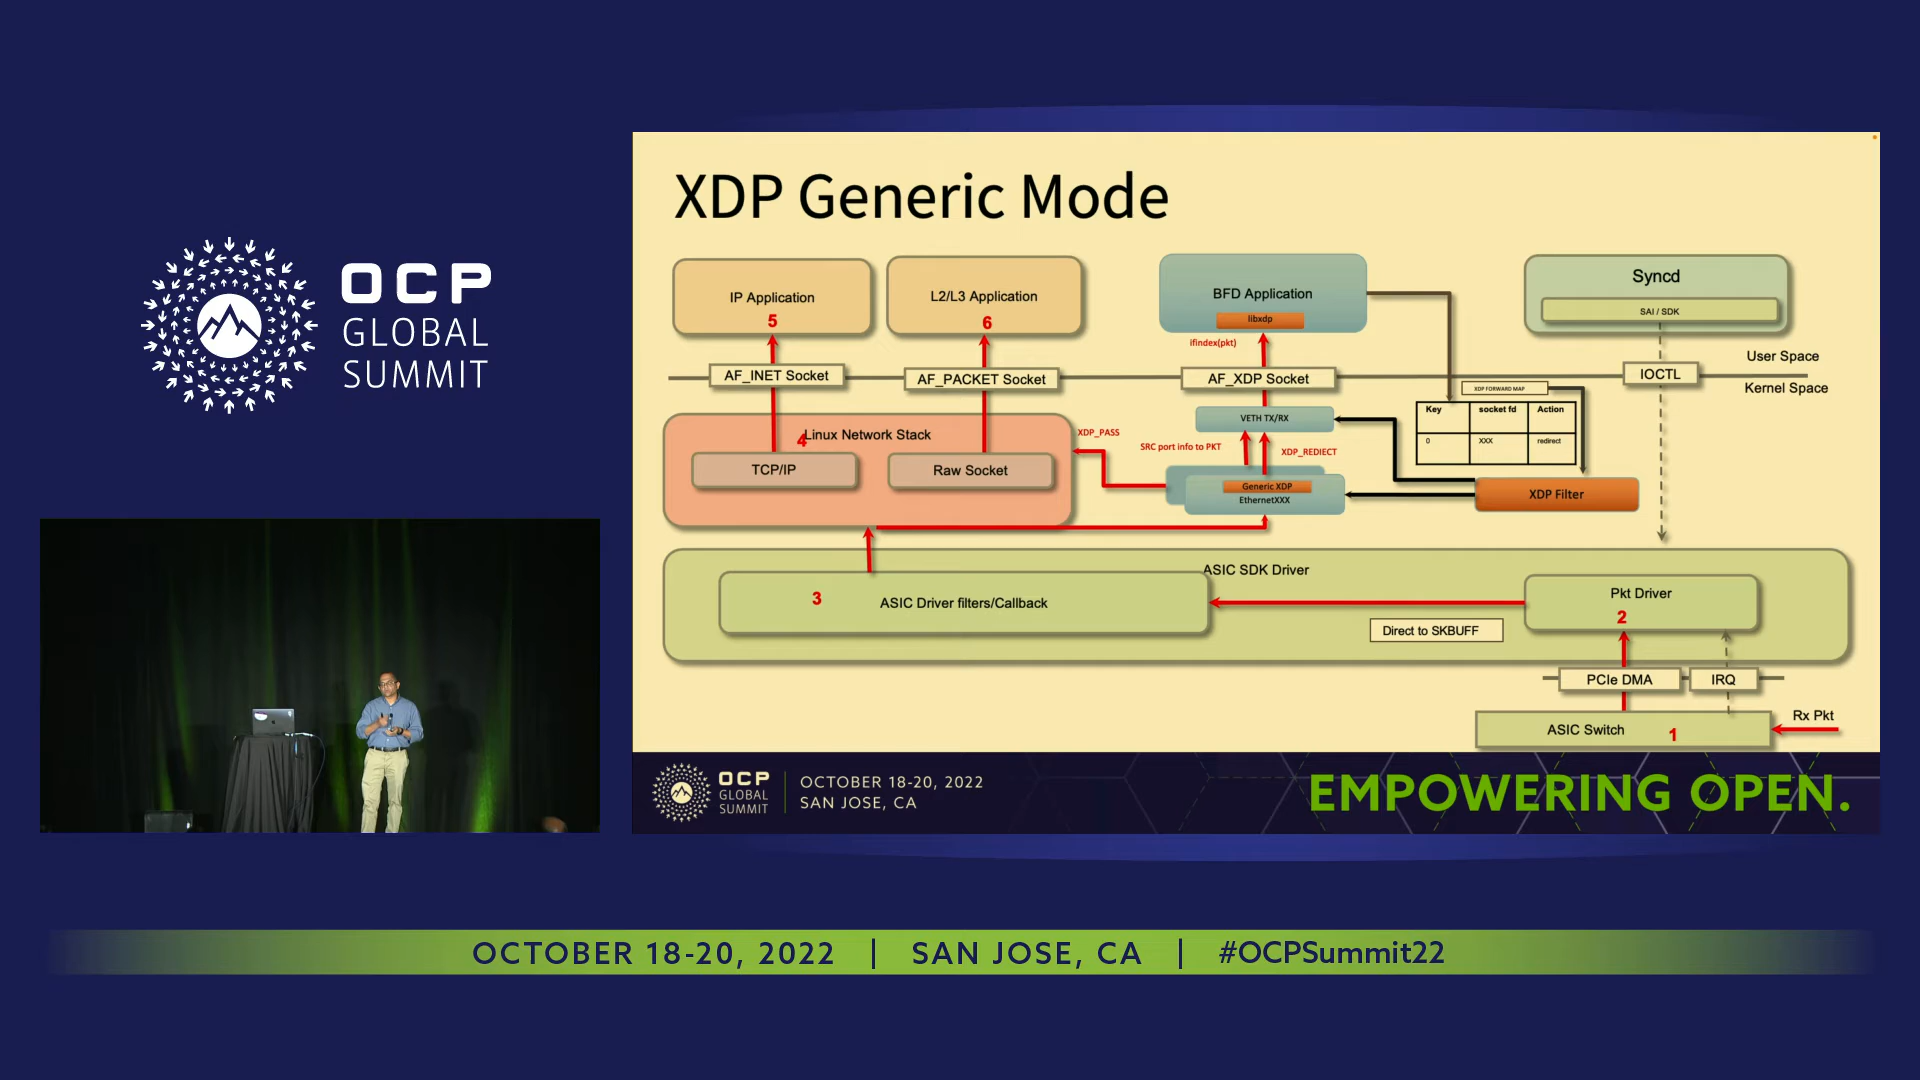 OCP
GLOBAL
SUMMIT
XDP Generic Mode
IP Application
5
L2/L3 Application
6
BFD Application
libxdp
ifindex(pkt)
Syncd
SAI / SDK
User Space
Kernel Space
AF_INET Socket
AF_PACKET Socket
AF_XDP Socket
IOCTL
XDP FORWARD MAP
Key socket fd Action
0 XXX redirect
VETH TX/RX
Linux Network Stack
4
TCP/IP
Raw Socket
XDP_PASS
SRC port info to PKT
XDP_REDIECT
Generic XDP
EthernetXXX
XDP Filter
ASIC SDK Driver
3
ASIC Driver filters/Callback
Pkt Driver
2
Direct to SKBUFF
PCIe DMA
IRQ
ASIC Switch
1
Rx Pkt
OCP
GLOBAL
SUMMIT
OCTOBER 18-20, 2022
SAN JOSE, CA
EMPOWERING OPEN.
OCTOBER 18-20, 2022 | SAN JOSE, CA | #OCPSummit22